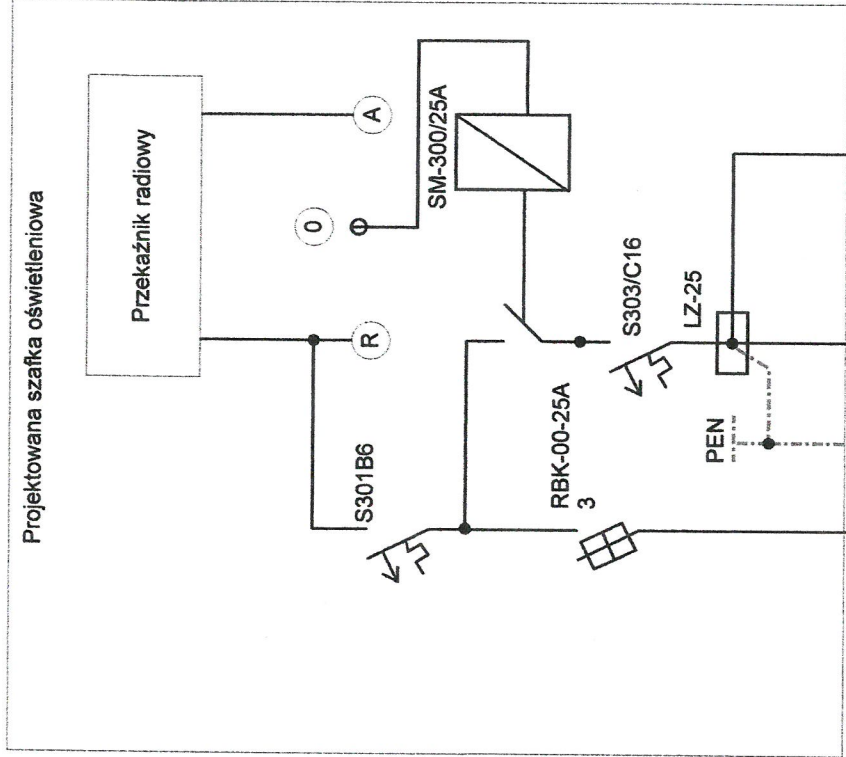 Projektowana szafka oświetleniowa
Przekaźnik radiowy
R
0
A
S301B6
SM-300/25A
RBK-00-25A
3
S303/C16
LZ-25
PEN